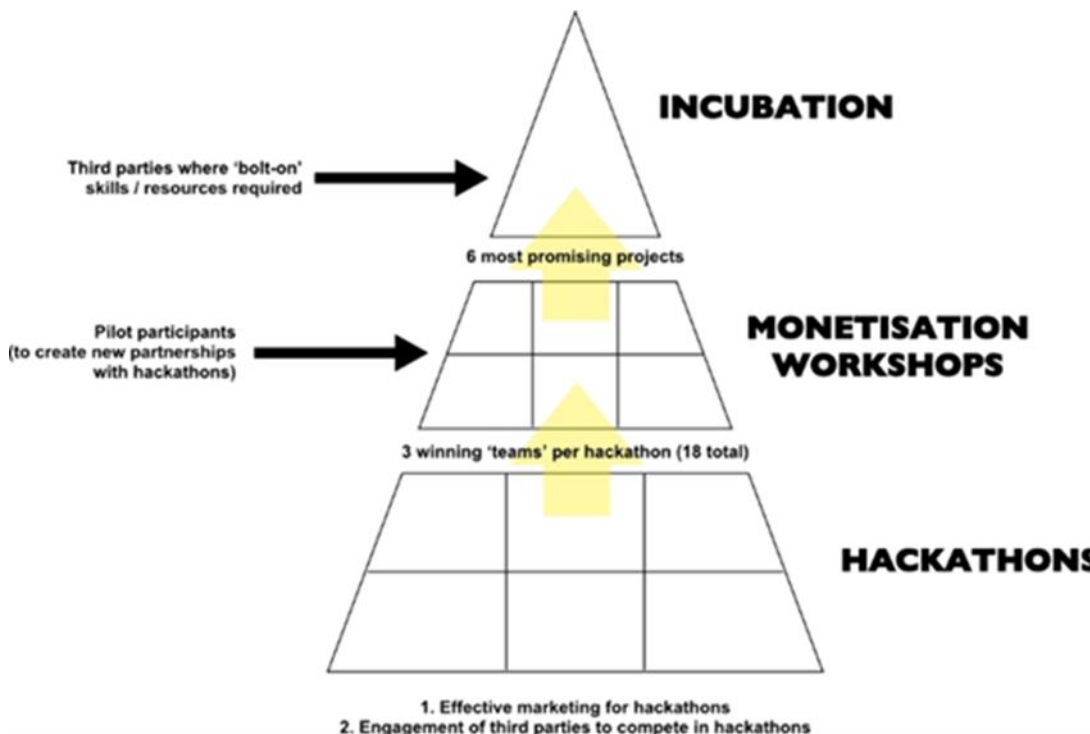 INCUBATION
Third parties where ‘bolt-on’
skills / resources required
6 most promising projects
Pilot participants
(to create new partnerships
with hackathons)
MONETISATION
WORKSHOPS
3 winning ‘teams’ per hackathon (18 total)
HACKATHONS
1. Effective marketing for hackathons
2. Engagement of third parties to compete in hackathons